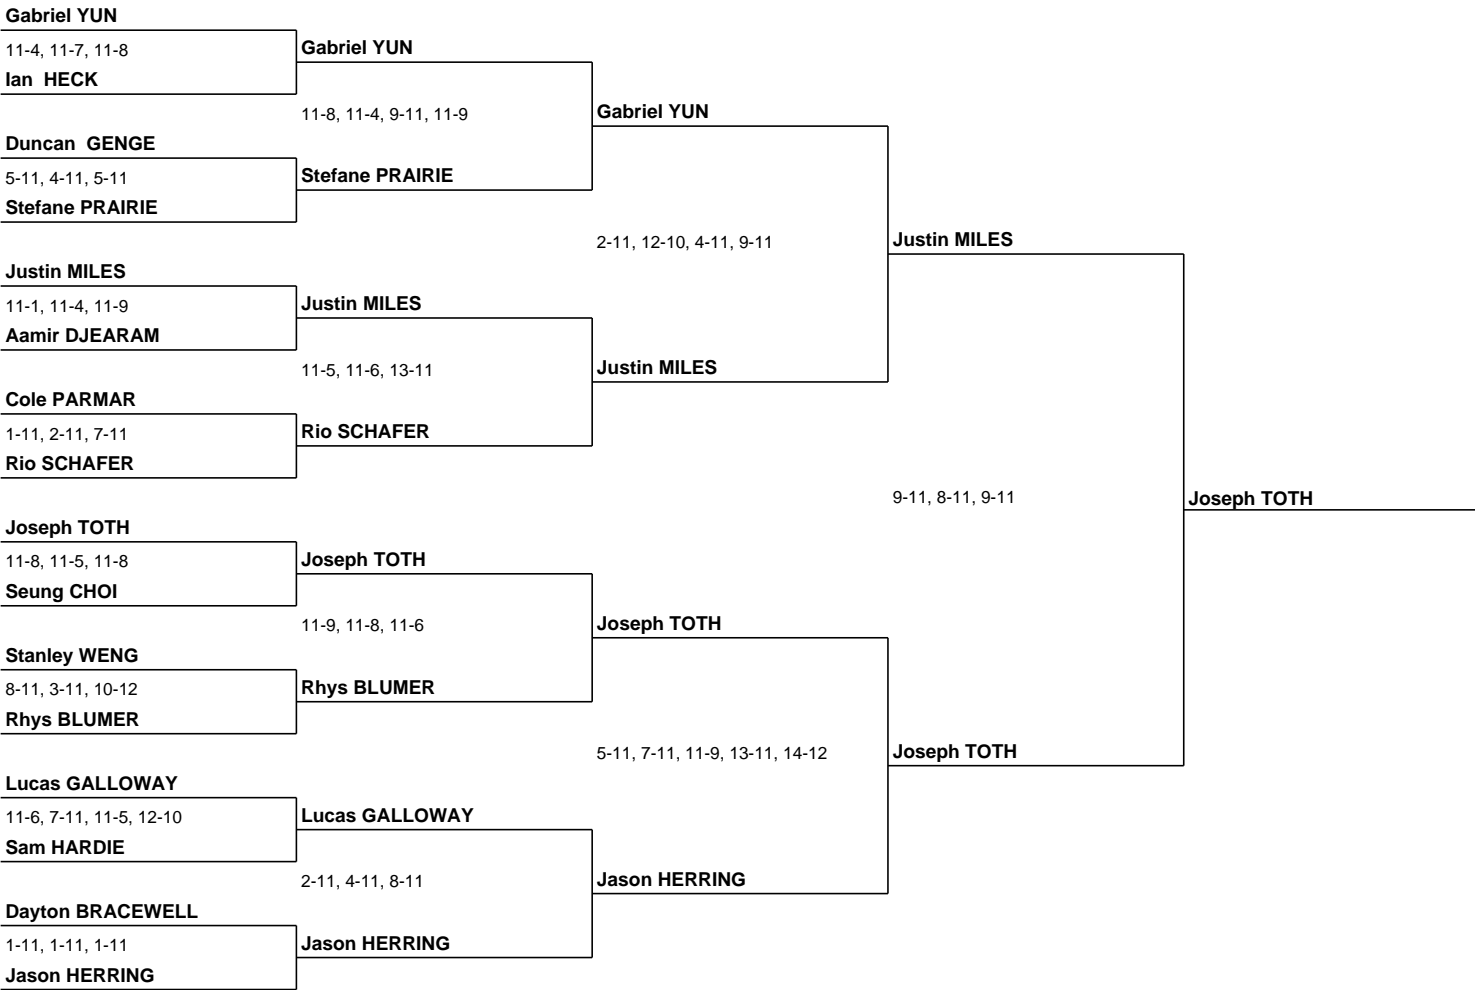 Gabriel YUN
11-4, 11-7, 11-8
Ian  HECK
Duncan  GENGE
5-11, 4-11, 5-11
Stefane PRAIRIE
Justin MILES
11-1, 11-4, 11-9
Aamir DJEARAM
Cole PARMAR
1-11, 2-11, 7-11
Rio SCHAFER
Joseph TOTH
11-8, 11-5, 11-8
Seung CHOI
Stanley WENG
8-11, 3-11, 10-12
Rhys BLUMER
Lucas GALLOWAY
11-6, 7-11, 11-5, 12-10
Sam HARDIE
Dayton BRACEWELL
1-11, 1-11, 1-11
Jason HERRING
Gabriel YUN
11-8, 11-4, 9-11, 11-9
Stefane PRAIRIE
Justin MILES
11-5, 11-6, 13-11
Rio SCHAFER
Joseph TOTH
11-9, 11-8, 11-6
Rhys BLUMER
Lucas GALLOWAY
2-11, 4-11, 8-11
Jason HERRING
Gabriel YUN
2-11, 12-10, 4-11, 9-11
Justin MILES
Joseph TOTH
5-11, 7-11, 11-9, 13-11, 14-12
Jason HERRING
Justin MILES
9-11, 8-11, 9-11
Joseph TOTH
Joseph TOTH